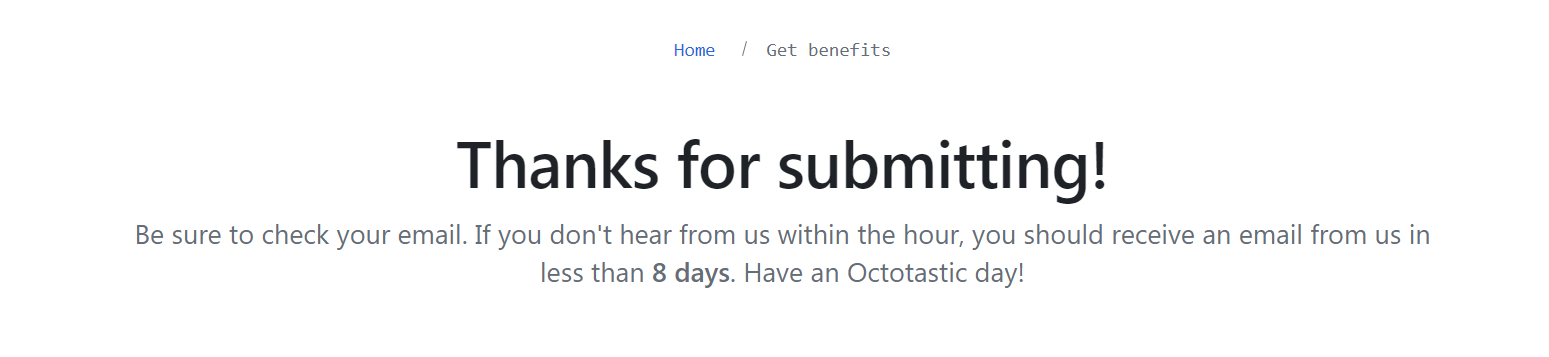 Home / Get benefits
Thanks for submitting!
Be sure to check your email. If you don't hear from us within the hour, you should receive an email from us in
less than 8 days. Have an Octotastic day!